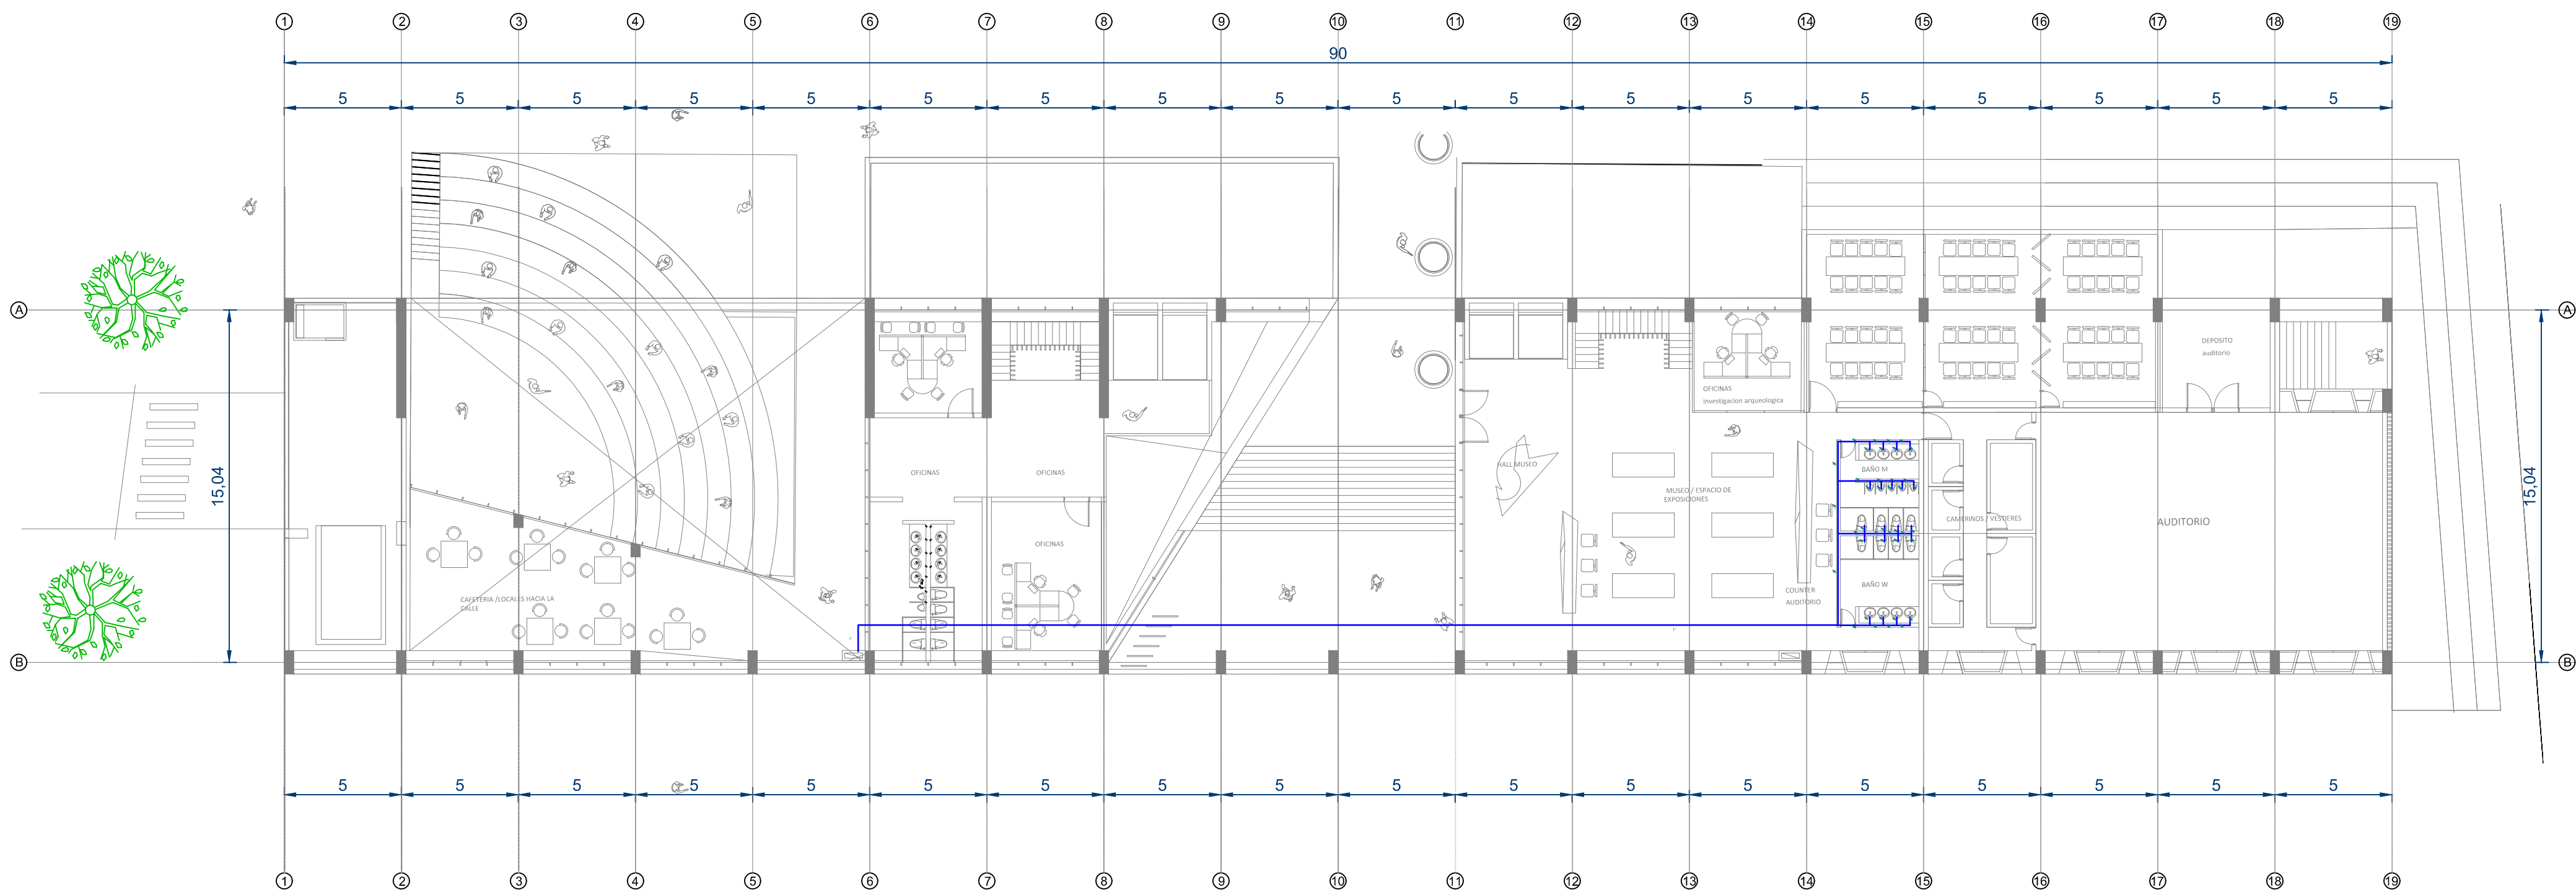 1 2 3 4 5 6 7 8 9 10 11 12 13 14 15 16 17 18 19
90
5 5 5 5 5 5 5 5 5 5 5 5 5 5 5 5 5 5
A A
DEPOSITO
auditorio
OFICINAS
investigacion arqueologica
15,04
15,04
OFICINAS
OFICINAS
HALL MUSEO
BAÑO M
MUSEO / ESPACIO DE
EXPOSICIONES
CAMERINOS / VESTIERES
AUDITORIO
OFICINAS
BAÑO W
COUNTER
AUDITORIO
CAFETERIA /LOCALES HACIA LA
CALLE
B B
5 5 5 5 5 5 5 5 5 5 5 5 5 5 5 5 5 5
1 2 3 4 5 6 7 8 9 10 11 12 13 14 15 16 17 18 19